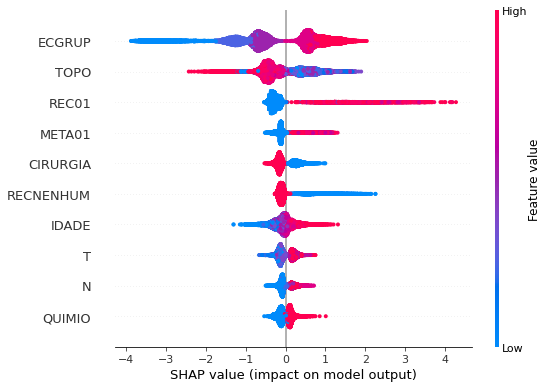 High
ECGRUP
TOPO
REC01
META01
CIRURGIA
RECNENHUM
IDADE
T
N
QUIMIO
Feature value
Low
−4 −3 −2 −1 0 1 2 3 4
SHAP value (impact on model output)